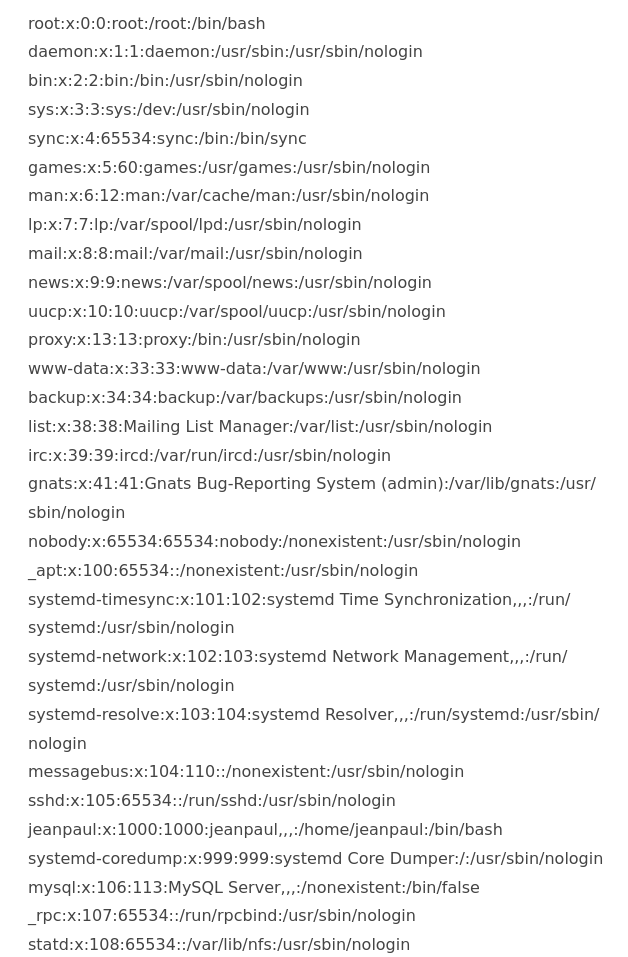 root:x:0:0:root:/root:/bin/bash
daemon:x:1:1:daemon:/usr/sbin:/usr/sbin/nologin
bin:x:2:2:bin:/bin:/usr/sbin/nologin
sys:x:3:3:sys:/dev:/usr/sbin/nologin
sync:x:4:65534:sync:/bin:/bin/sync
games:x:5:60:games:/usr/games:/usr/sbin/nologin
man:x:6:12:man:/var/cache/man:/usr/sbin/nologin
lp:x:7:7:lp:/var/spool/lpd:/usr/sbin/nologin
mail:x:8:8:mail:/var/mail:/usr/sbin/nologin
news:x:9:9:news:/var/spool/news:/usr/sbin/nologin
uucp:x:10:10:uucp:/var/spool/uucp:/usr/sbin/nologin
proxy:x:13:13:proxy:/bin:/usr/sbin/nologin
www-data:x:33:33:www-data:/var/www:/usr/sbin/nologin
backup:x:34:34:backup:/var/backups:/usr/sbin/nologin
list:x:38:38:Mailing List Manager:/var/list:/usr/sbin/nologin
irc:x:39:39:ircd:/var/run/ircd:/usr/sbin/nologin
gnats:x:41:41:Gnats Bug-Reporting System (admin):/var/lib/gnats:/usr/
sbin/nologin
nobody:x:65534:65534:nobody:/nonexistent:/usr/sbin/nologin
_apt:x:100:65534::/nonexistent:/usr/sbin/nologin
systemd-timesync:x:101:102:systemd Time Synchronization,,,:/run/
systemd:/usr/sbin/nologin
systemd-network:x:102:103:systemd Network Management,,,:/run/
systemd:/usr/sbin/nologin
systemd-resolve:x:103:104:systemd Resolver,,,:/run/systemd:/usr/sbin/
nologin
messagebus:x:104:110::/nonexistent:/usr/sbin/nologin
sshd:x:105:65534::/run/sshd:/usr/sbin/nologin
jeanpaul:x:1000:1000:jeanpaul,,,:/home/jeanpaul:/bin/bash
systemd-coredump:x:999:999:systemd Core Dumper:/:/usr/sbin/nologin
mysql:x:106:113:MySQL Server,,,:/nonexistent:/bin/false
_rpc:x:107:65534::/run/rpcbind:/usr/sbin/nologin
statd:x:108:65534::/var/lib/nfs:/usr/sbin/nologin